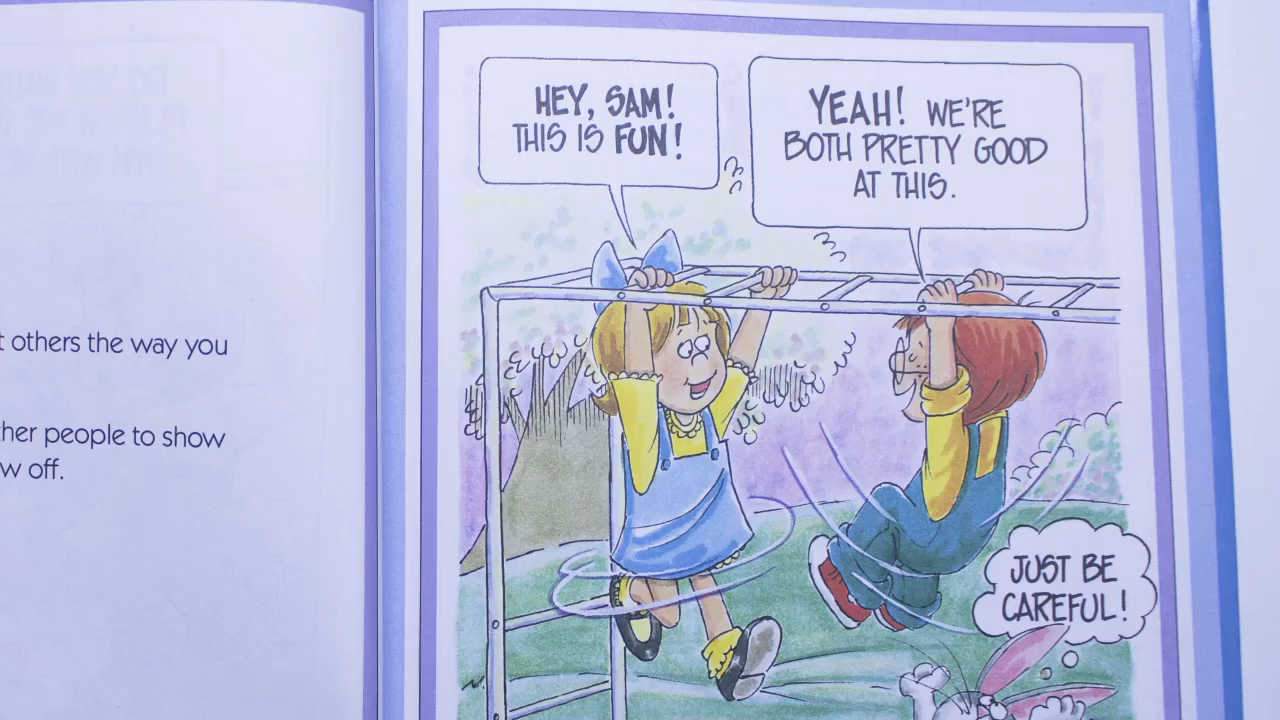 t others the way you
her people to show
w off.
HEY, SAM!
THIS IS FUN!
YEAH! WE'RE
BOTH PRETTY GOOD
AT THIS.
JUST BE
CAREFUL!